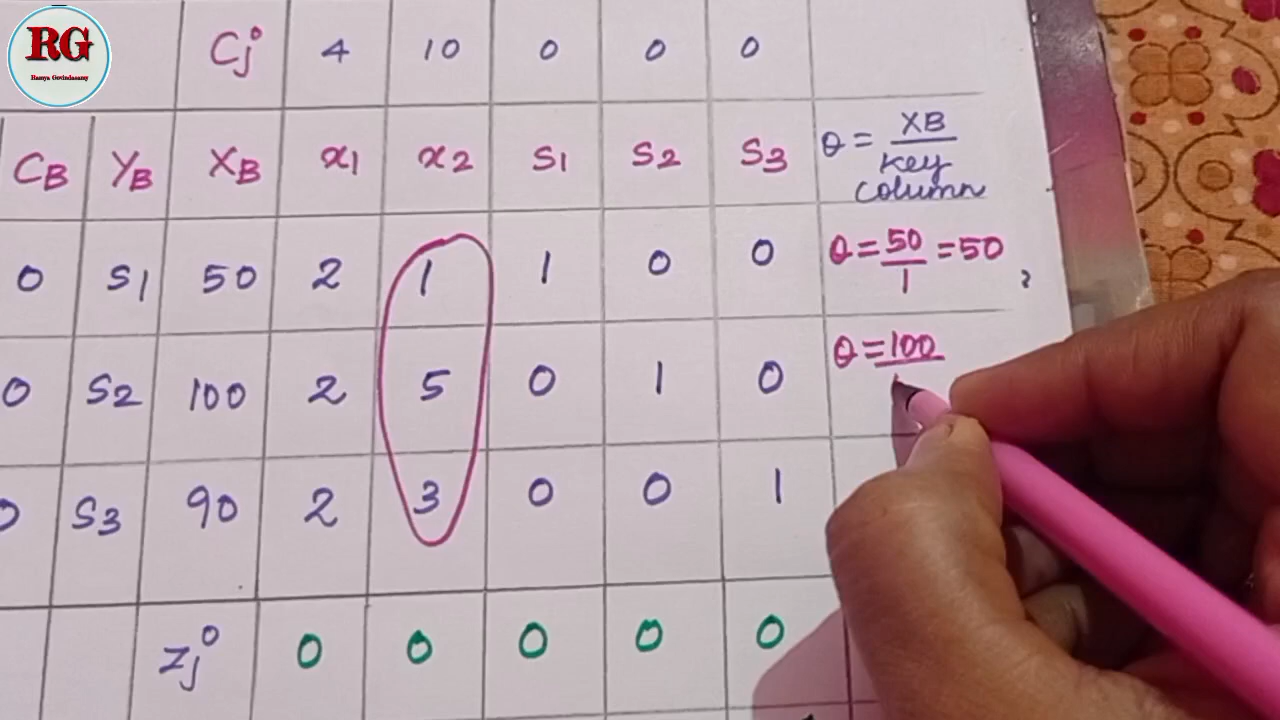 RG
Ramya Govindasamy
Cj 4 10 0 0 0
CB YB XB x1 x2 S1 S2 S3 θ = XB / key column
0 S1 50 2 1 1 0 0 θ = 50/1 = 50
0 S2 100 2 5 0 1 0 θ = 100
0 S3 90 2 3 0 0 1
Zj 0 0 0 0 0